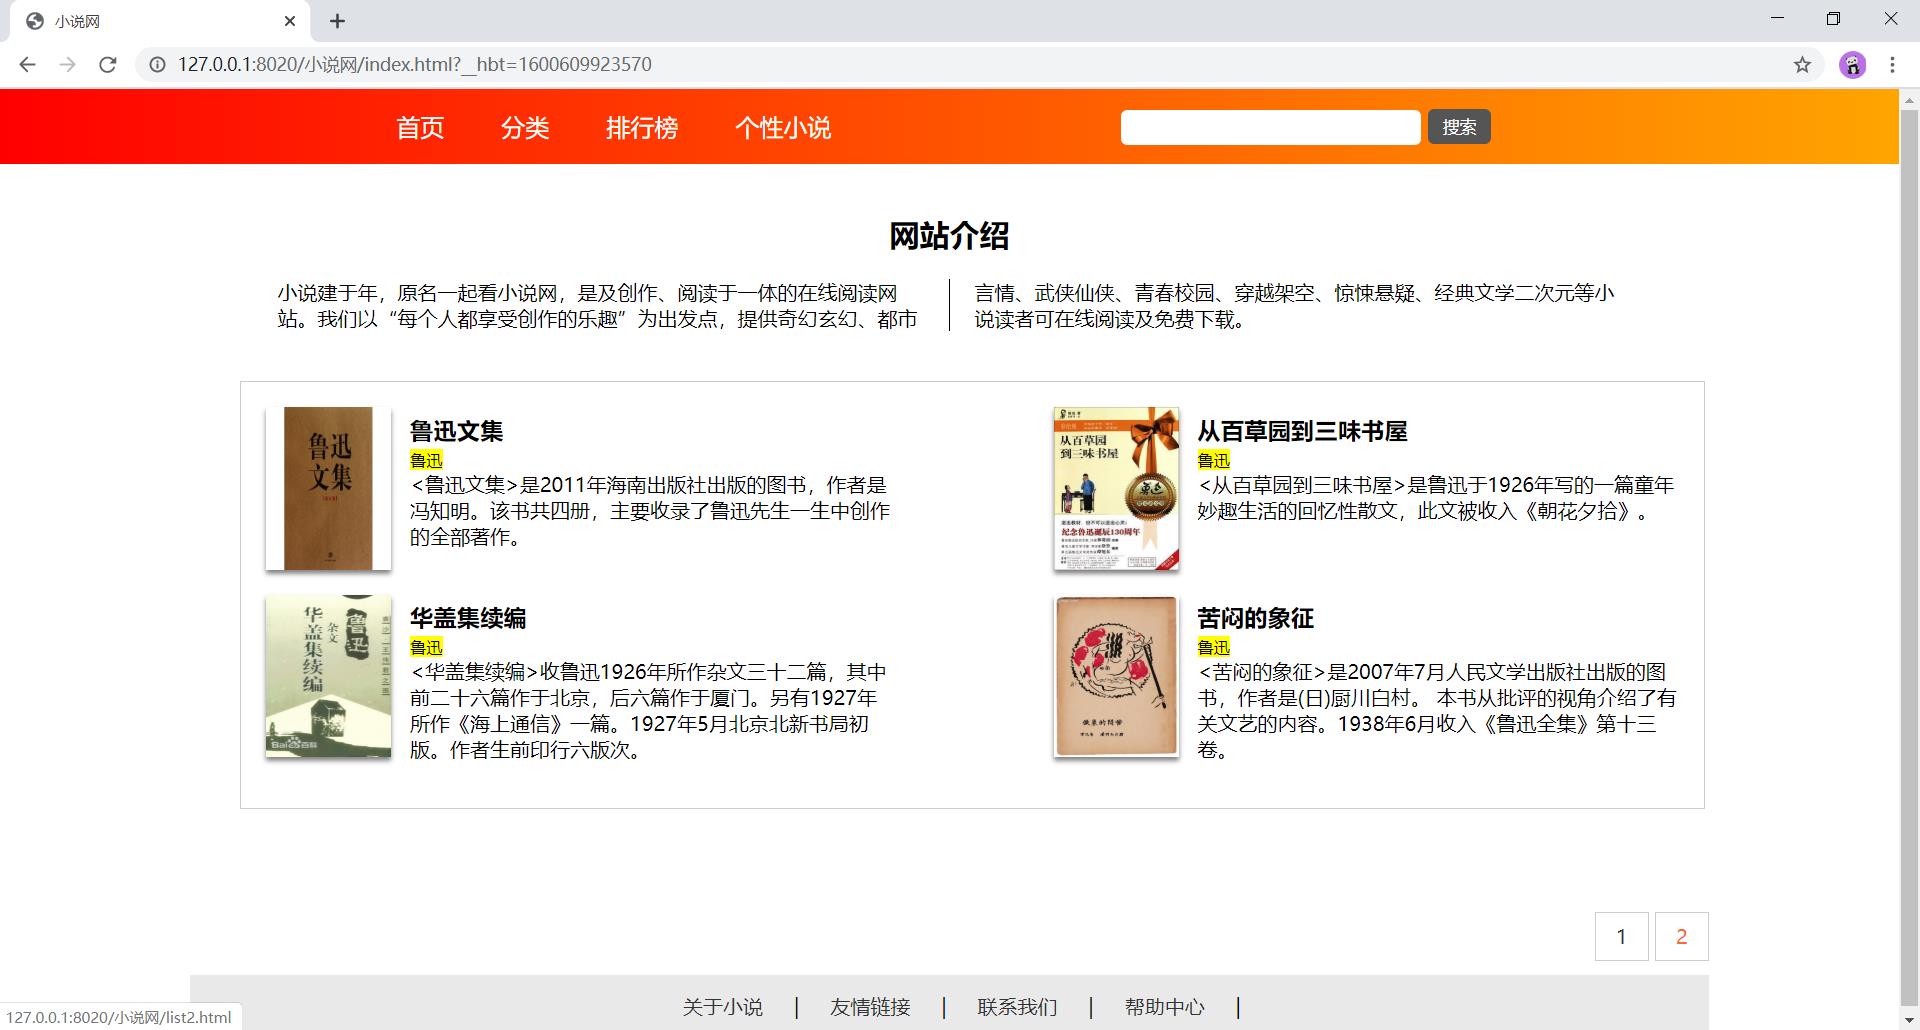 小说网
127.0.0.1:8020/小说网/index.html?__hbt=1600609923570
首页 分类 排行榜 个性小说 搜索
网站介绍
小说建于年，原名一起看小说网，是及创作、阅读于一体的在线阅读网
站。我们以“每个人都享受创作的乐趣”为出发点，提供奇幻玄幻、都市
言情、武侠仙侠、青春校园、穿越架空、惊悚悬疑、经典文学二次元等小
说读者可在线阅读及免费下载。
鲁迅
文集
鲁迅文集
鲁迅
<鲁迅文集>是2011年海南出版社出版的图书，作者是
冯知明。该书共四册，主要收录了鲁迅先生一生中创作
的全部著作。
从百草园
到三味书屋
纪念鲁迅诞辰130周年
从百草园到三味书屋
鲁迅
<从百草园到三味书屋>是鲁迅于1926年写的一篇童年
妙趣生活的回忆性散文，此文被收入《朝花夕拾》。
华盖集续编
杂文
鲁迅
Bai百科
华盖集续编
鲁迅
<华盖集续编>收鲁迅1926年所作杂文三十二篇，其中
前二十六篇作于北京，后六篇作于厦门。另有1927年
所作《海上通信》一篇。1927年5月北京北新书局初
版。作者生前印行六版次。
苦闷的象征
鲁迅
<苦闷的象征>是2007年7月人民文学出版社出版的图
书，作者是(日)厨川白村。 本书从批评的视角介绍了有
关文艺的内容。1938年6月收入《鲁迅全集》第十三
卷。
1 2
关于小说 | 友情链接 | 联系我们 | 帮助中心 |
127.0.0.1:8020/小说网/list2.html